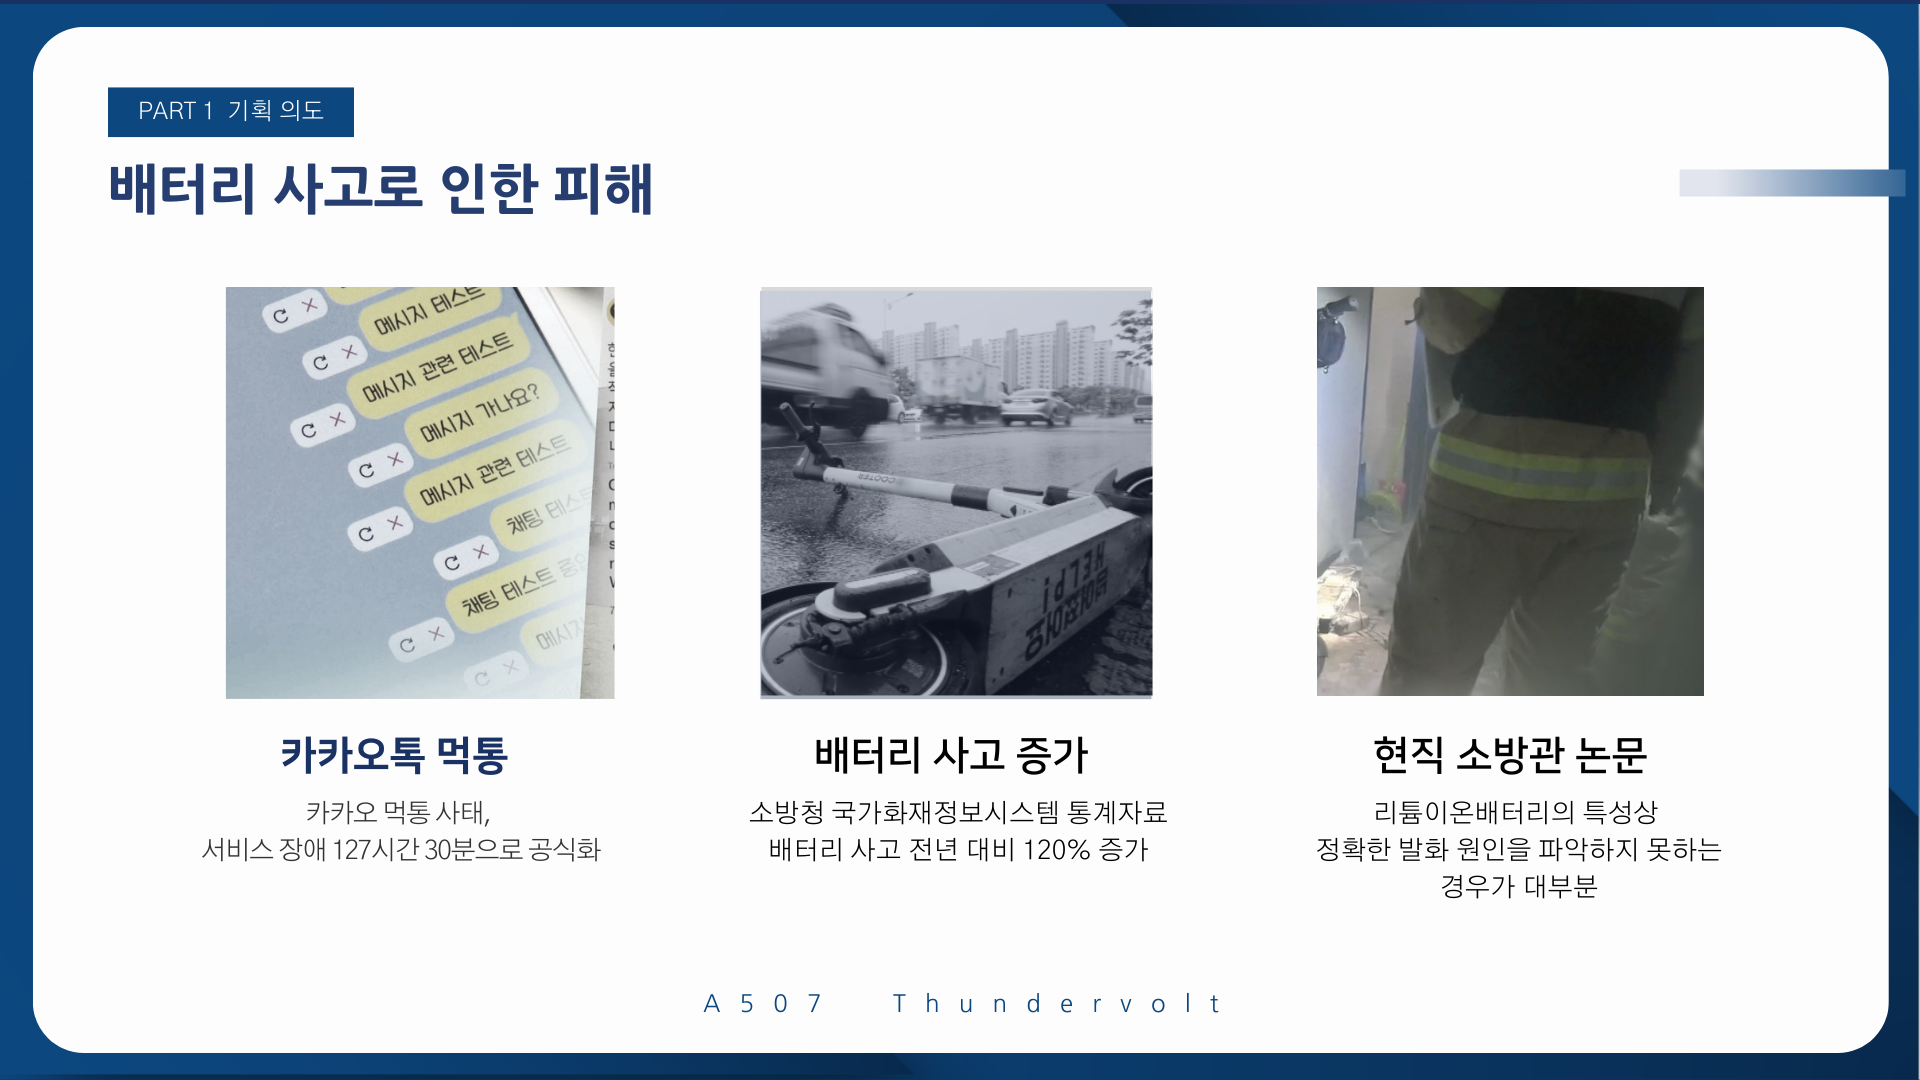 PART 1 기획 의도
배터리 사고로 인한 피해
메시지 테스트
메시지 관련 테스트
메시지 가나요?
메시지 관련 테스트
채팅 테스트
채팅 테스트 중
메시지
COOTER
HELPI
카카오톡 먹통
카카오 먹통 사태,
서비스 장애 127시간 30분으로 공식화
배터리 사고 증가
소방청 국가화재정보시스템 통계자료
배터리 사고 전년 대비 120% 증가
현직 소방관 논문
리튬이온배터리의 특성상
정확한 발화 원인을 파악하지 못하는
경우가 대부분
A507 Thundervolt